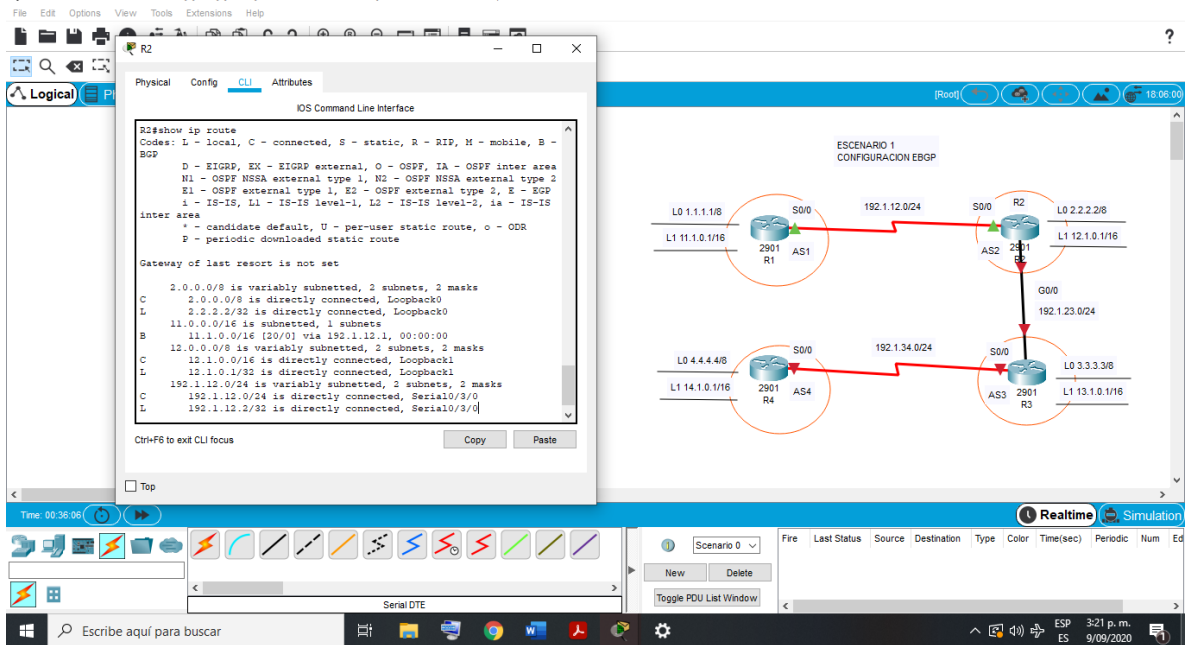 File Edit Options View Tools Extensions Help
?
R2
Logical
[Root]
18:06:00
Physical Config CLI Attributes
IOS Command Line Interface
R2#show ip route
Codes: L - local, C - connected, S - static, R - RIP, M - mobile, B -
BGP
D - EIGRP, EX - EIGRP external, O - OSPF, IA - OSPF inter area
N1 - OSPF NSSA external type 1, N2 - OSPF NSSA external type 2
E1 - OSPF external type 1, E2 - OSPF external type 2, E - EGP
i - IS-IS, L1 - IS-IS level-1, L2 - IS-IS level-2, ia - IS-IS
inter area
* - candidate default, U - per-user static route, o - ODR
P - periodic downloaded static route
Gateway of last resort is not set
2.0.0.0/8 is variably subnetted, 2 subnets, 2 masks
C 2.0.0.0/8 is directly connected, Loopback0
L 2.2.2.2/32 is directly connected, Loopback0
11.0.0.0/16 is subnetted, 1 subnets
B 11.1.0.0/16 [20/0] via 192.1.12.1, 00:00:00
12.0.0.0/8 is variably subnetted, 2 subnets, 2 masks
C 12.1.0.0/16 is directly connected, Loopback1
L 12.1.0.1/32 is directly connected, Loopback1
192.1.12.0/24 is variably subnetted, 2 subnets, 2 masks
C 192.1.12.0/24 is directly connected, Serial0/3/0
L 192.1.12.2/32 is directly connected, Serial0/3/0
Ctrl+F6 to exit CLI focus
Copy Paste
Top
ESCENARIO 1
CONFIGURACION EBGP
L0 1.1.1.1/8
L1 11.1.0.1/16
S0/0
2901
R1
AS1
192.1.12.0/24
S0/0
R2
L0 2.2.2.2/8
L1 12.1.0.1/16
AS2
2901
R2
G0/0
192.1.23.0/24
L0 4.4.4.4/8
L1 14.1.0.1/16
S0/0
2901
R4
AS4
192.1.34.0/24
S0/0
L0 3.3.3.3/8
L1 13.1.0.1/16
AS3
2901
R3
Time: 00:36:06
Realtime
Simulation
Serial DTE
Scenario 0
New Delete
Toggle PDU List Window
Fire Last Status Source Destination Type Color Time(sec) Periodic Num Ed
Escribe aquí para buscar
ESP
ES
3:21 p. m.
9/09/2020
1